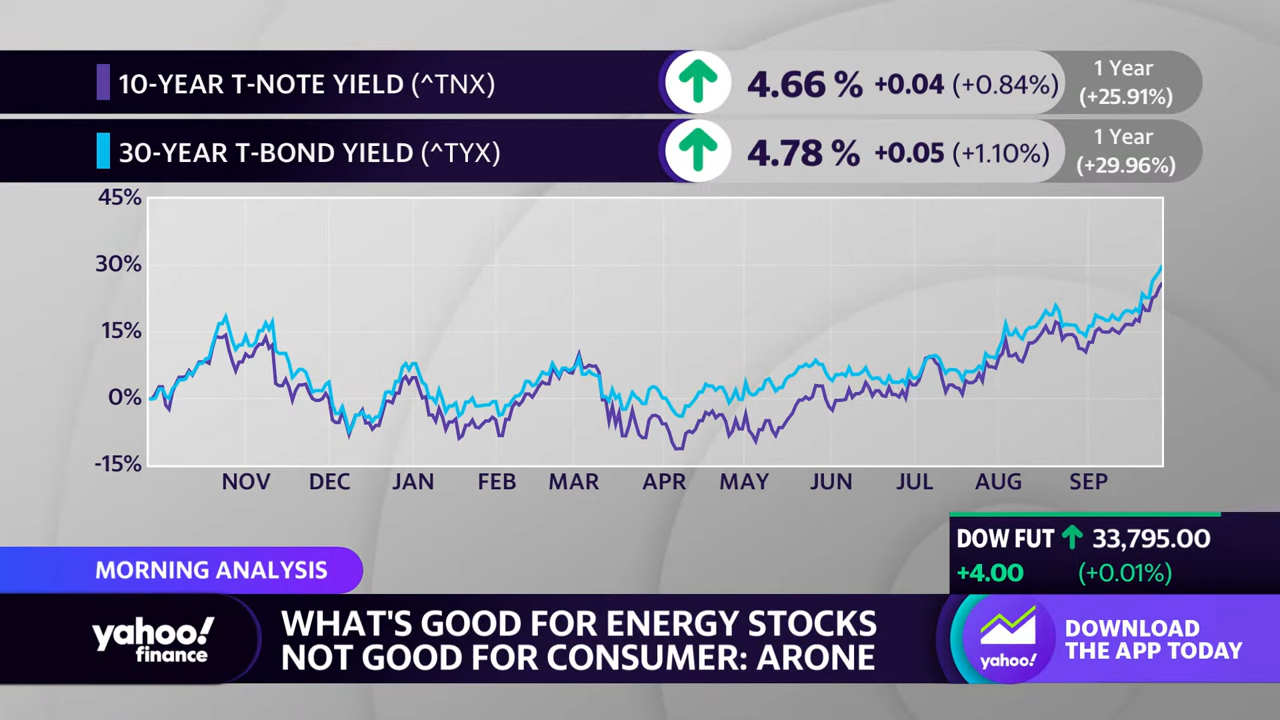 10-YEAR T-NOTE YIELD (^TNX) 4.66 % +0.04 (+0.84%) 1 Year (+25.91%)
30-YEAR T-BOND YIELD (^TYX) 4.78 % +0.05 (+1.10%) 1 Year (+29.96%)
45%
30%
15%
0%
-15%
NOV DEC JAN FEB MAR APR MAY JUN JUL AUG SEP
DOW FUT 33,795.00
+4.00 (+0.01%)
MORNING ANALYSIS
yahoo!
finance
WHAT'S GOOD FOR ENERGY STOCKS
NOT GOOD FOR CONSUMER: ARONE
yahoo!
DOWNLOAD
THE APP TODAY